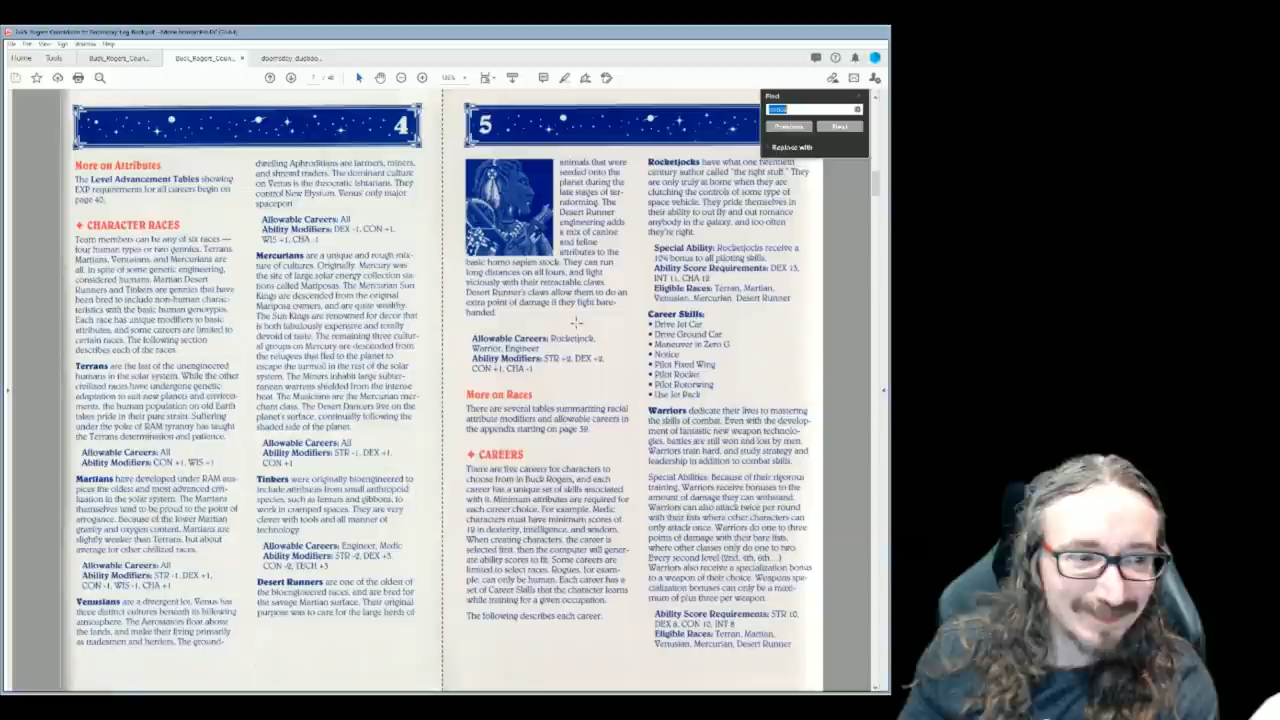 Home Tools Buck_Rogers_Coun... Buck_Rogers_Coun... × doomsday_clueboo...
Find
Previous Next
Replace with
4
More on Attributes
The Level Advancement Tables showing
EXP requirements for all careers begin on
page 40.
CHARACTER RACES
Team members can be any of six races —
four human types or two gennies. Terrans,
Martians, Venusians, and Mercurians are
all, in spite of some genetic engineering,
considered humans. Martian Desert
Runners and Tinkers are gennies that have
been bred to include non-human charac-
teristics with the basic human genotypes.
Each race has unique modifiers to basic
attributes, and some careers are limited to
certain races. The following section
describes each of the races.
Terrans are the last of the unengineered
humans in the solar system. While the other
civilized races have undergone genetic
adaptation to suit new planets and environ-
ments, the human population on old Earth
takes pride in their pure strain. Suffering
under the yoke of RAM tyranny has taught
the Terrans determination and patience.
Allowable Careers: All
Ability Modifiers: CON +1, WIS +1
Martians have developed under RAM aus-
pices the oldest and most advanced civi-
lization in the solar system. The Martians
themselves tend to be proud to the point of
arrogance. Because of the lower Martian
gravity and oxygen content, Martians are
slightly weaker than Terrans, but about
average for other civilized races.
Allowable Careers: All
Ability Modifiers: STR -1, DEX +1,
CON -1, WIS -1, CHA +1
Venusians are a divergent lot. Venus has
three distinct cultures beneath its billowing
atmosphere. The Aerostators float above
the lands, and make their living primarily
as tradesmen and herders. The ground-
dwelling Aphroditians are farmers, miners,
and shrewd traders. The dominant culture
on Venus is the theocratic Ishtarians. They
control New Elysium, Venus' only major
spaceport.
Allowable Careers: All
Ability Modifiers: DEX -1, CON +1,
WIS +1, CHA -1
Mercurians are a unique and rough mix-
ture of cultures. Originally, Mercury was
the site of large solar energy collection sta-
tions called Mariposas. The Mercurian Sun
Kings are descended from the original
Mariposa owners, and are quite wealthy.
The Sun Kings are renowned for decor that
is both fabulously expensive and totally
devoid of taste. The remaining three cultur-
al groups on Mercury are descended from
the refugees that fled to the planet to
escape the turmoil in the rest of the solar
system. The Miners inhabit large subter-
ranean warrens shielded from the intense
heat. The Musicians are the Mercurian mer-
chant class. The Desert Dancers live on the
planet's surface, continually following the
shaded side of the planet.
Allowable Careers: All
Ability Modifiers: STR -1, DEX +1,
CON +1
Tinkers were originally bioengineered to
include attributes from small anthropoid
species, such as lemurs and gibbons, to
work in cramped spaces. They are very
clever with tools and all manner of
technology.
Allowable Careers: Engineer, Medic
Ability Modifiers: STR -2, DEX +3,
CON -2, TECH +3
Desert Runners are one of the oldest of
the bioengineered races, and are bred for
the savage Martian surface. Their original
purpose was to care for the large herds of
5
animals that were
seeded onto the
planet during the
late stages of ter-
raforming. The
Desert Runner
engineering adds
a mix of canine
and feline
attributes to the
basic homo sapien stock. They can run
long distances on all fours, and fight
viciously with their retractable claws.
Desert Runner's claws allow them to do an
extra point of damage if they fight bare-
handed.
Allowable Careers: Rocketjock,
Warrior, Engineer
Ability Modifiers: STR +2, DEX +2,
CON +1, CHA -1
More on Races
There are several tables summarizing racial
attribute modifiers and allowable careers in
the appendix starting on page 39.
CAREERS
There are five careers for characters to
choose from in Buck Rogers, and each
career has a unique set of skills associated
with it. Minimum attributes are required for
each career choice. For example, Medic
characters must have minimum scores of
12 in dexterity, intelligence, and wisdom.
When creating characters, the career is
selected first, then the computer will gener-
ate ability scores to fit. Some careers are
limited to select races. Rogues, for exam-
ple, can only be human. Each career has a
set of Career Skills that the character learns
while training for a given occupation.
The following describes each career.
Rocketjocks have what one twentieth
century author called "the right stuff." They
are only truly at home when they are
clutching the controls of some type of
space vehicle. They pride themselves in
their ability to out fly and out romance
anybody in the galaxy, and too often
they're right.
Special Ability: Rocketjocks receive a
10% bonus to all piloting skills.
Ability Score Requirements: DEX 13,
INT 11, CHA 12
Eligible Races: Terran, Martian,
Venusian, Mercurian, Desert Runner
Career Skills:
• Drive Jet Car
• Drive Ground Car
• Maneuver in Zero G
• Notice
• Pilot Fixed Wing
• Pilot Rocket
• Pilot Rotorwing
• Use Jet Pack
Warriors dedicate their lives to mastering
the skills of combat. Even with the develop-
ment of fantastic new weapon technolo-
gies, battles are still won and lost by men.
Warriors train hard, and study strategy and
leadership in addition to combat skills.
Special Abilities: Because of their rigorous
training, Warriors receive bonuses to the
amount of damage they can withstand.
Warriors can also attack twice per round
with their fists where other characters can
only attack once. Warriors do one to three
points of damage with their bare fists,
where other classes only do one to two.
Every second level (2nd, 4th, 6th....)
Warriors also receive a specialization bonus
to a weapon of their choice. Weapons spe-
cialization bonuses can only be a maxi-
mum of plus three per weapon.
Ability Score Requirements: STR 10,
DEX 8, CON 10, INT 8
Eligible Races: Terran, Martian,
Venusian, Mercurian, Desert Runner